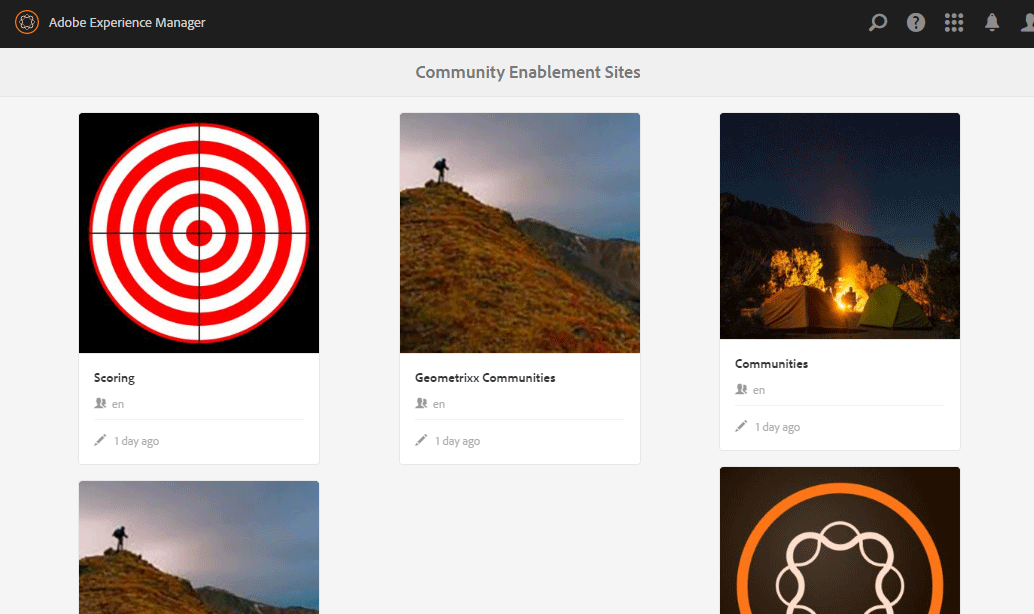 Adobe Experience Manager
?
Community Enablement Sites
Scoring
en
1 day ago
Geometrixx Communities
en
1 day ago
Communities
en
1 day ago